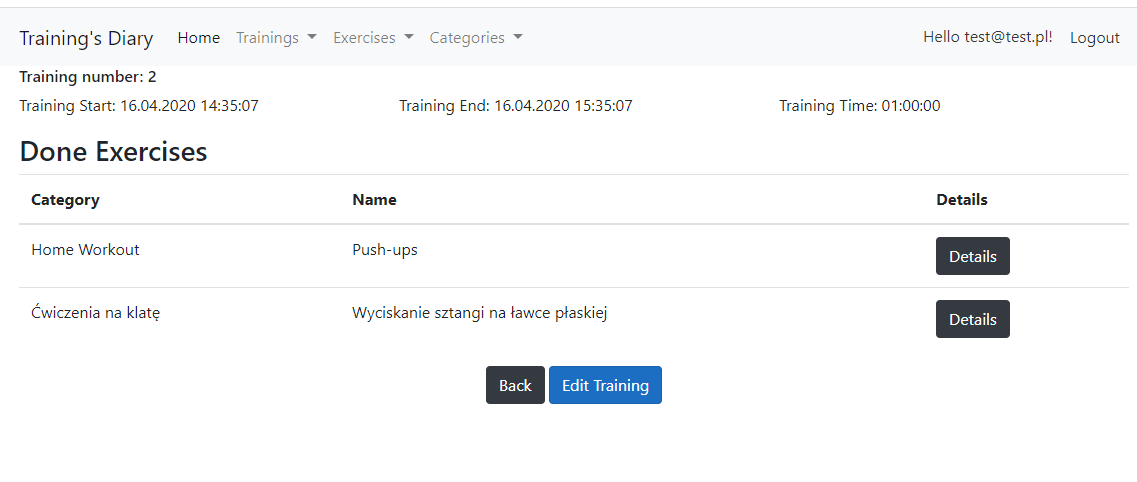 Training's Diary Home Trainings Exercises Categories Hello test@test.pl! Logout
Training number: 2
Training Start: 16.04.2020 14:35:07 Training End: 16.04.2020 15:35:07 Training Time: 01:00:00
Done Exercises
Category Name Details
Home Workout Push-ups Details
Ćwiczenia na klatę Wyciskanie sztangi na ławce płaskiej Details
Back Edit Training